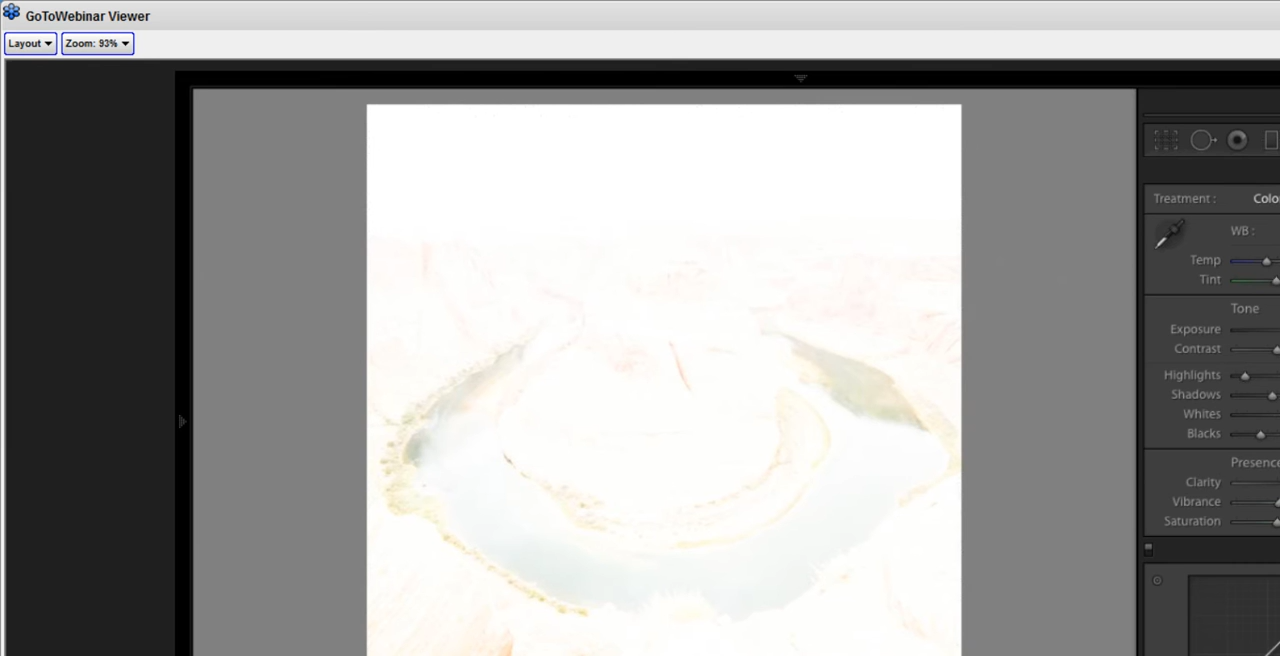 GoToWebinar Viewer
Layout Zoom: 93%
Treatment : Colo
WB :
Temp
Tint
Tone
Exposure
Contrast
Highlights
Shadows
Whites
Blacks
Presence
Clarity
Vibrance
Saturation